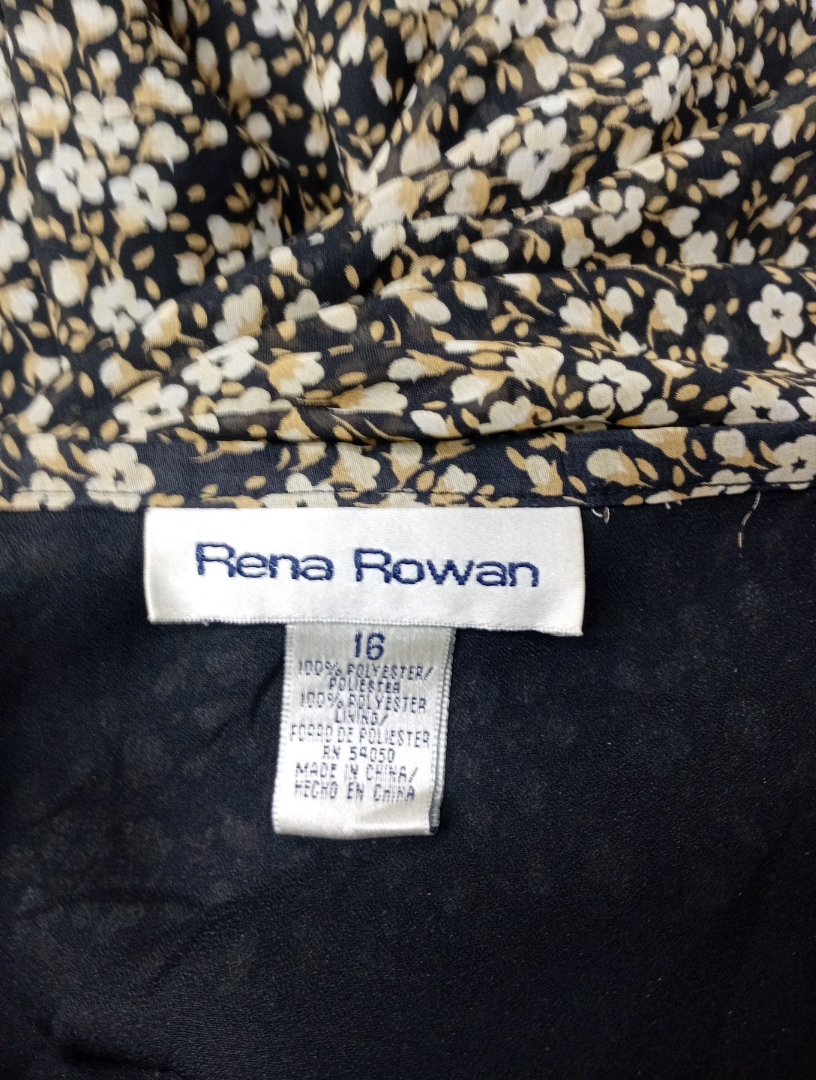 Rena Rowan
16
100% POLYESTER/
POLIESTER
100% POLYESTER
LINING/
FORRO DE POLIESTER
RN 54050
MADE IN CHINA/
HECHO EN CHINA